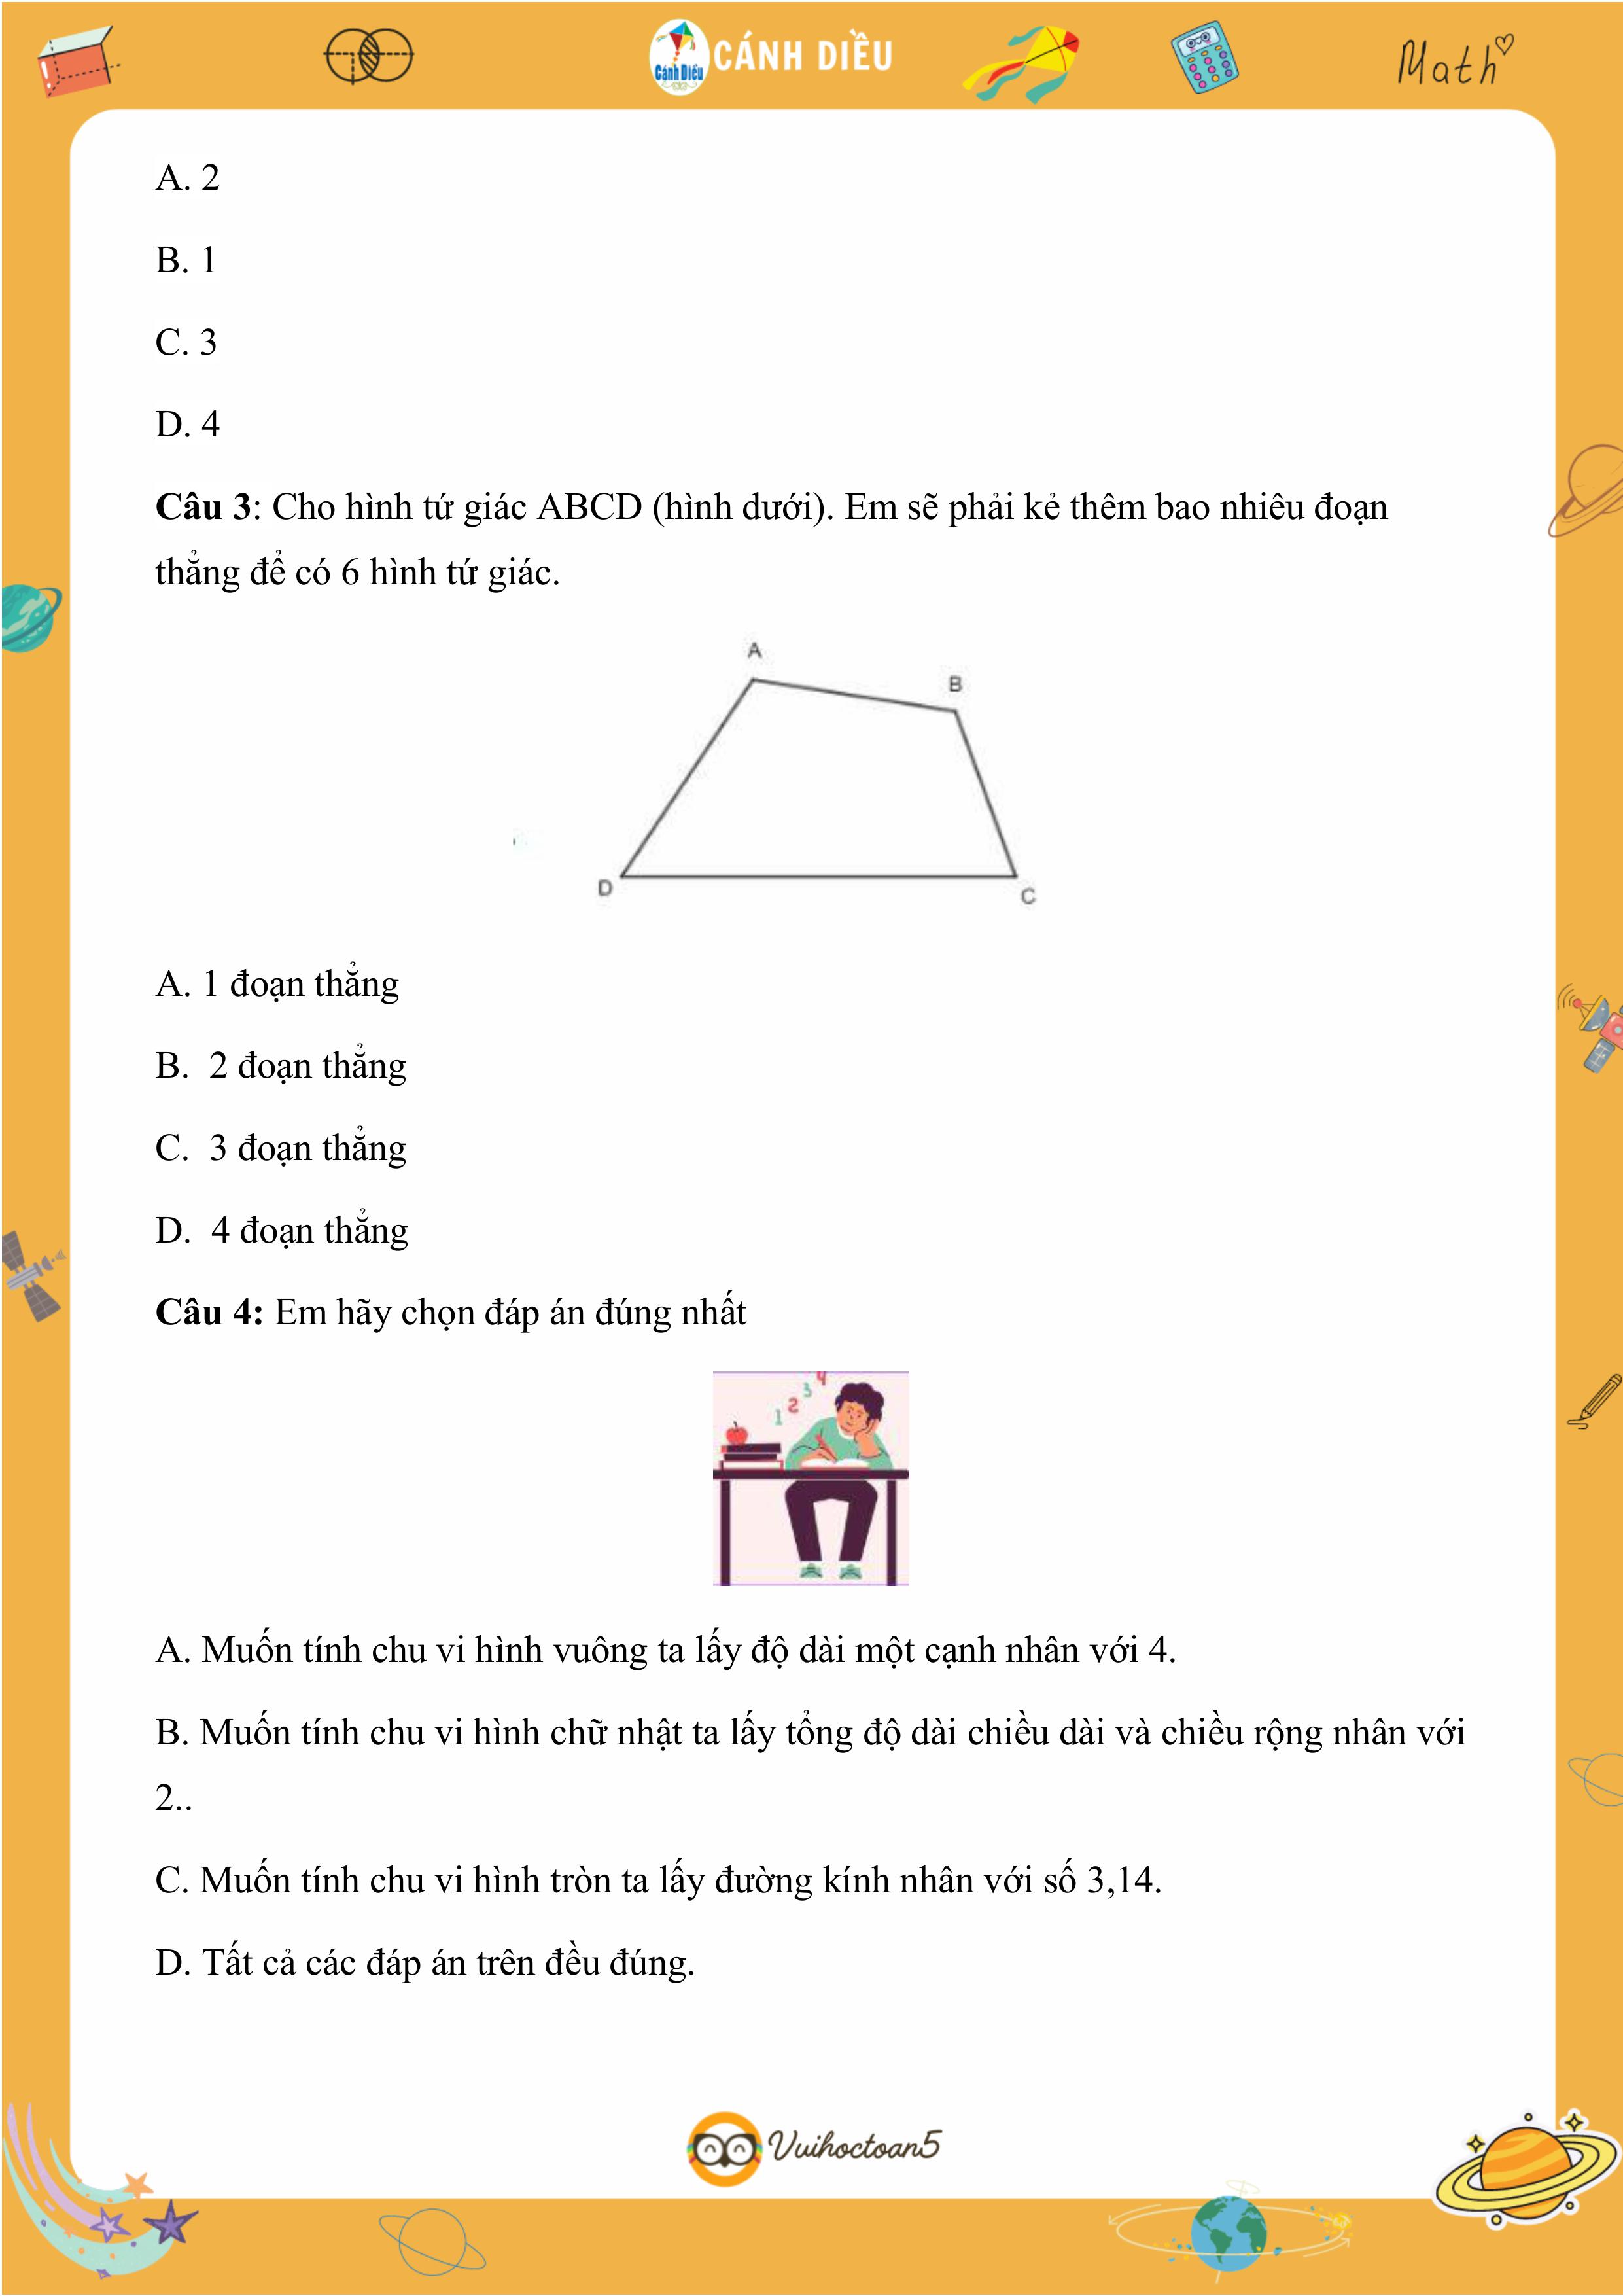 Cánh Diều CÁNH DIỀU Math
A. 2
B. 1
C. 3
D. 4
Câu 3: Cho hình tứ giác ABCD (hình dưới). Em sẽ phải kẻ thêm bao nhiêu đoạn
thẳng để có 6 hình tứ giác.
A
B
D
C
A. 1 đoạn thẳng
B. 2 đoạn thẳng
C. 3 đoạn thẳng
D. 4 đoạn thẳng
Câu 4: Em hãy chọn đáp án đúng nhất
1 2 3 4
A. Muốn tính chu vi hình vuông ta lấy độ dài một cạnh nhân với 4.
B. Muốn tính chu vi hình chữ nhật ta lấy tổng độ dài chiều dài và chiều rộng nhân với
2..
C. Muốn tính chu vi hình tròn ta lấy đường kính nhân với số 3,14.
D. Tất cả các đáp án trên đều đúng.
Vuihoctoan5